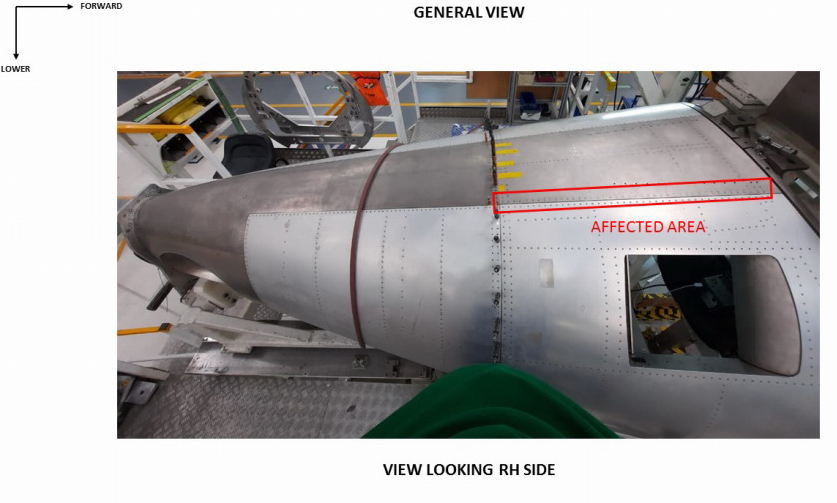 FORWARD
GENERAL VIEW
LOWER
AFFECTED AREA
VIEW LOOKING RH SIDE